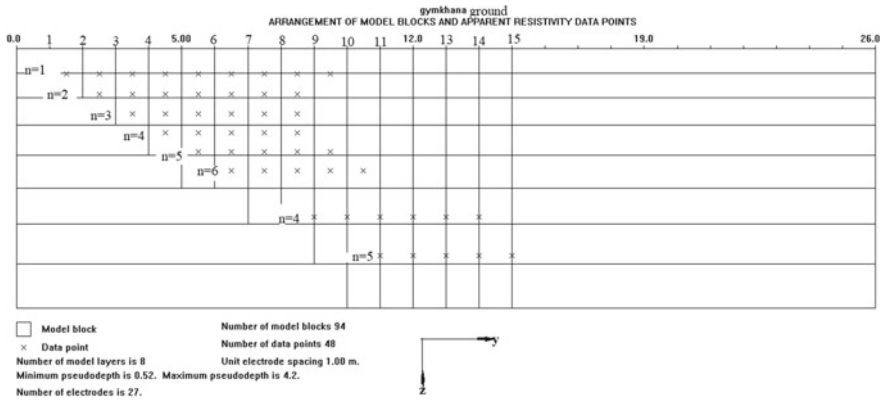 gymkhana ground
ARRANGEMENT OF MODEL BLOCKS AND APPARENT RESISTIVITY DATA POINTS
0.0 1 2 3 4 5.00 6 7 8 9 10 11 12.0 13 14 15 19.0 26.0
n=1
n=2
n=3
n=4
n=5
n=6
n=4
n=5
Model block
Number of model blocks 94
× Data point
Number of data points 48
Number of model layers is 8
Unit electrode spacing 1.00 m.
Minimum pseudodepth is 0.52. Maximum pseudodepth is 4.2.
Number of electrodes is 27.
y
z